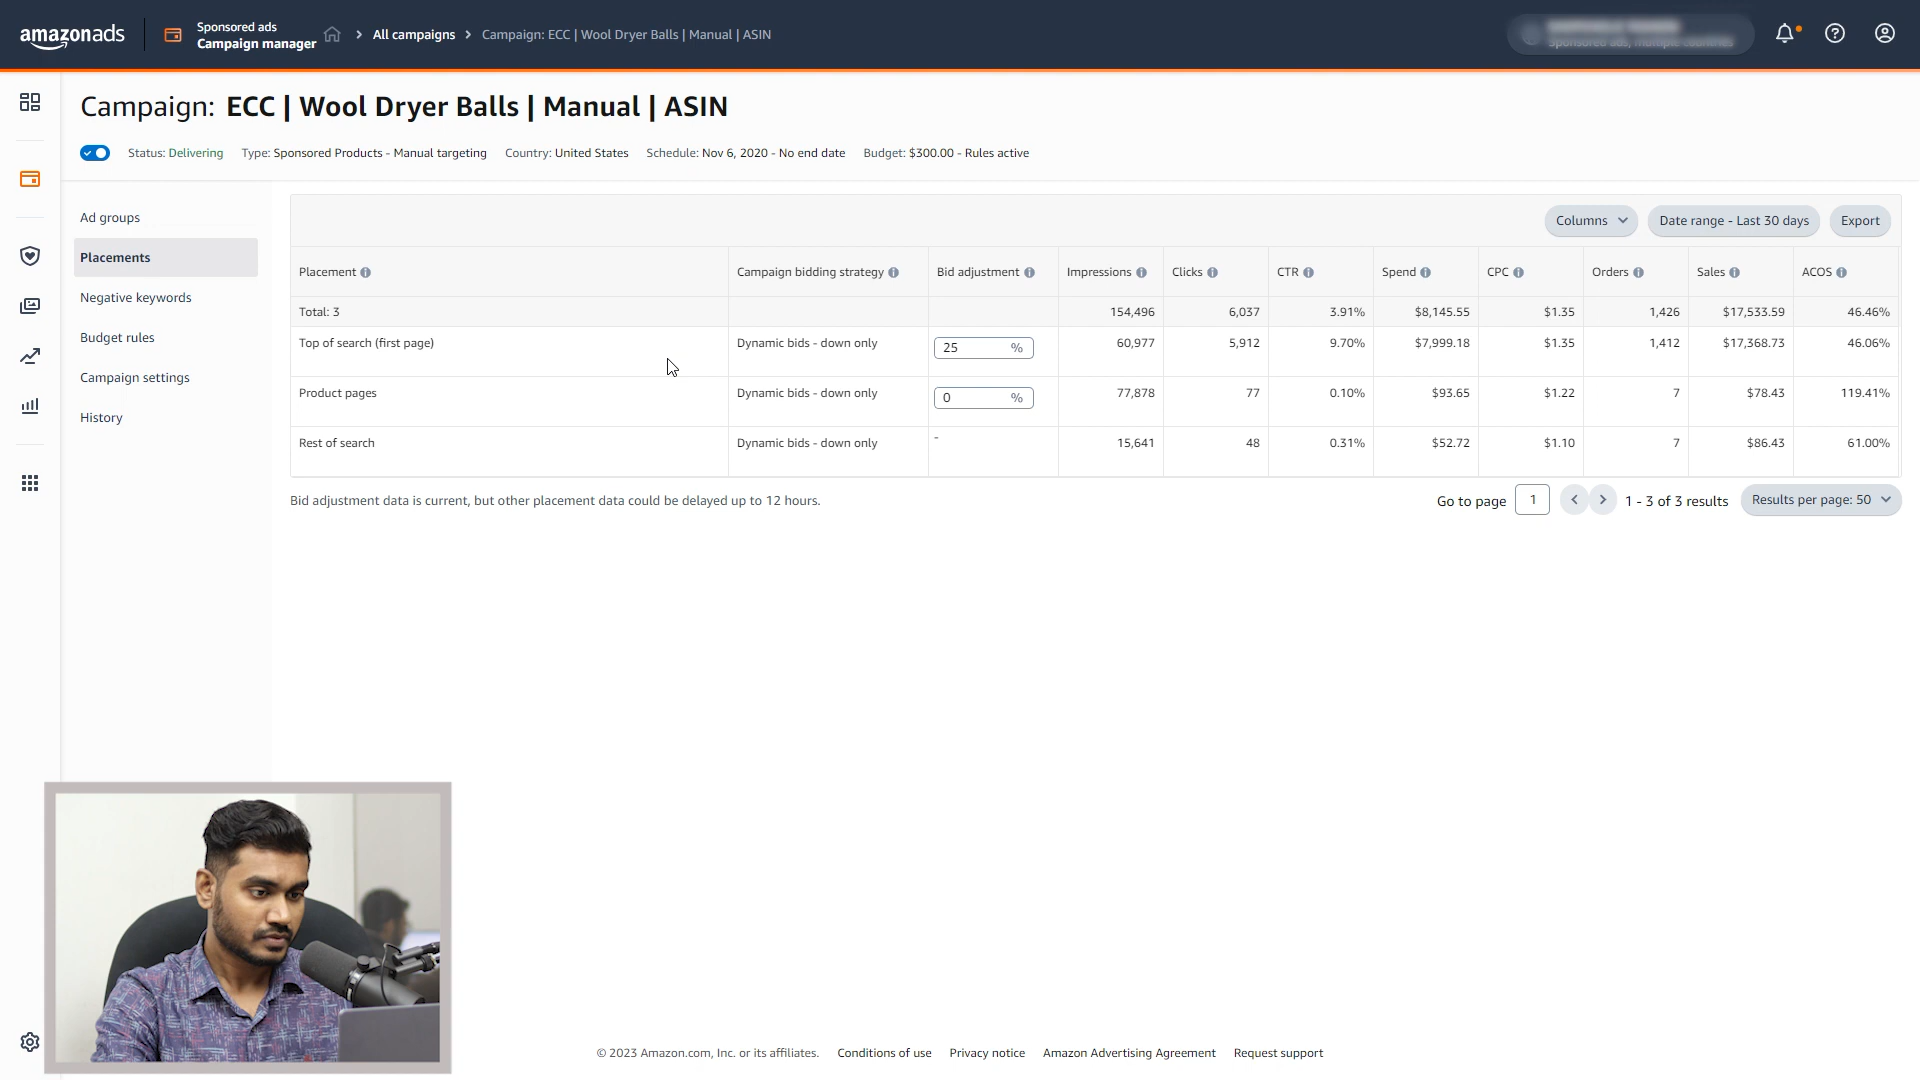 amazonads
Sponsored ads
Campaign manager
All campaigns
Campaign: ECC | Wool Dryer Balls | Manual | ASIN
Sponsored ads, multiple countries
Campaign: ECC | Wool Dryer Balls | Manual | ASIN
Status: Delivering Type: Sponsored Products - Manual targeting Country: United States Schedule: Nov 6, 2020 - No end date Budget: $300.00 - Rules active
Ad groups
Placements
Negative keywords
Budget rules
Campaign settings
History
Columns Date range - Last 30 days Export
Placement Campaign bidding strategy Bid adjustment Impressions Clicks CTR Spend CPC Orders Sales ACOS
Total: 3 154,496 6,037 3.91% $8,145.55 $1.35 1,426 $17,533.59 46.46%
Top of search (first page) Dynamic bids - down only 25 % 60,977 5,912 9.70% $7,999.18 $1.35 1,412 $17,368.73 46.06%
Product pages Dynamic bids - down only 0 % 77,878 77 0.10% $93.65 $1.22 7 $78.43 119.41%
Rest of search Dynamic bids - down only - 15,641 48 0.31% $52.72 $1.10 7 $86.43 61.00%
Bid adjustment data is current, but other placement data could be delayed up to 12 hours.
Go to page 1 1 - 3 of 3 results Results per page: 50
© 2023 Amazon.com, Inc. or its affiliates. Conditions of use Privacy notice Amazon Advertising Agreement Request support